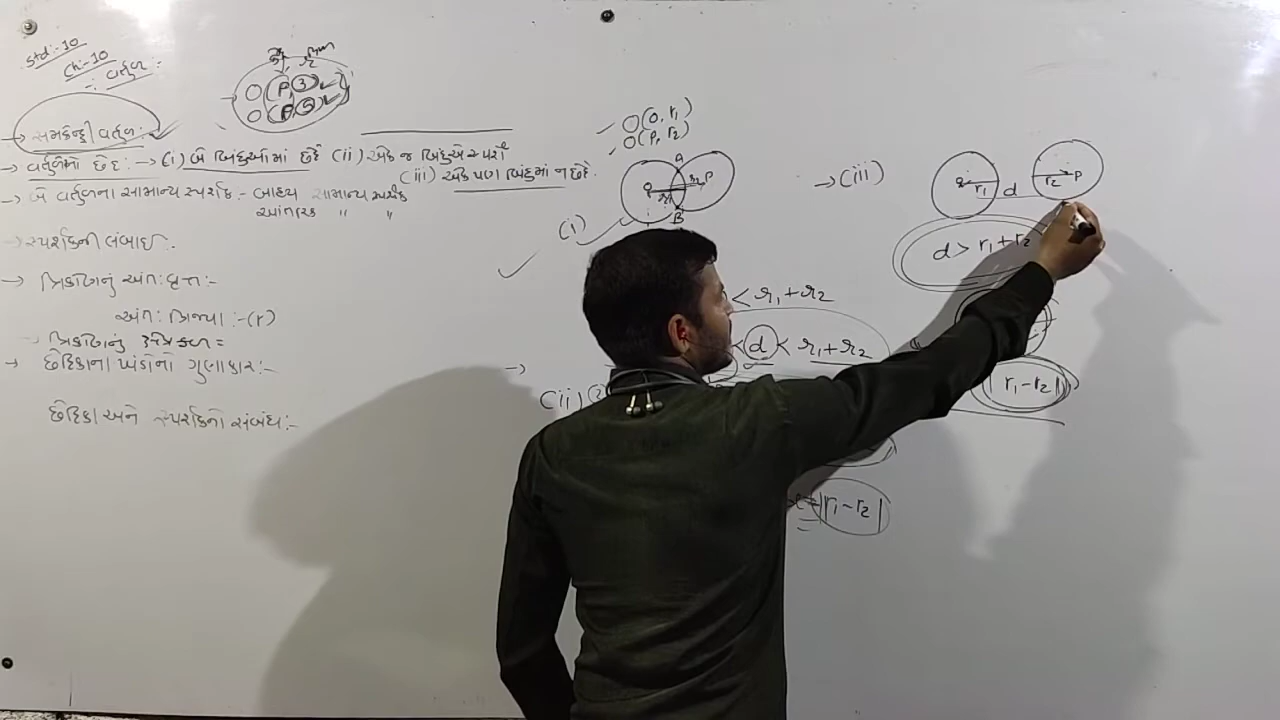 Std:-10
Ch:-10
:- વર્તુળ :-
P, 3
P, 5
→ સમકેન્દ્રી વર્તુળ:
→ વર્તુળોનો છેદ :- → (i) બે બિંદુઓમાં છેદે (ii) એક જ બિંદુએ સ્પર્શે
(iii) એક પણ બિંદુમાં ન છેદે.
→ બે વર્તુળના સામાન્ય સ્પર્શક :- બાહ્ય સામાન્ય સ્પર્શક
આંતરિક " "
→ સ્પર્શકની લંબાઈ :-
→ ત્રિકોણનું અંત:વૃત્ત:-
અંત: ત્રિજ્યા :- (r)
→ ત્રિકોણનું ક્ષેત્રફળ =
→ છેદિકાના ખંડોનો ગુણાકાર:-
છેદિકા અને સ્પર્શકનો સંબંધ:-
(O, r₁)
(P, r₂)
A
P
B
(i)
< r₁ + r₂
< d < r₁ + r₂
→
(ii)
d = |r₁ - r₂|
→ (iii)
r₁ d r₂ P
d > r₁ + r₂
|r₁ - r₂|